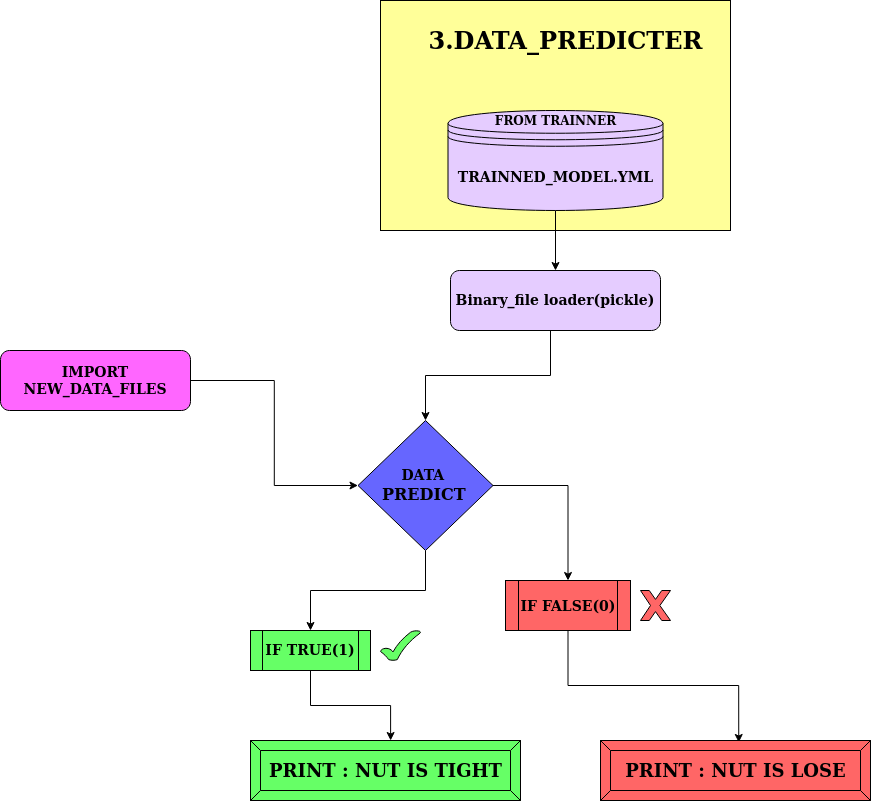 3.DATA_PREDICTER
FROM TRAINNER
TRAINNED_MODEL.YML
Binary_file loader(pickle)
IMPORT
NEW_DATA_FILES
DATA
PREDICT
IF FALSE(0)
IF TRUE(1)
PRINT : NUT IS TIGHT
PRINT : NUT IS LOSE